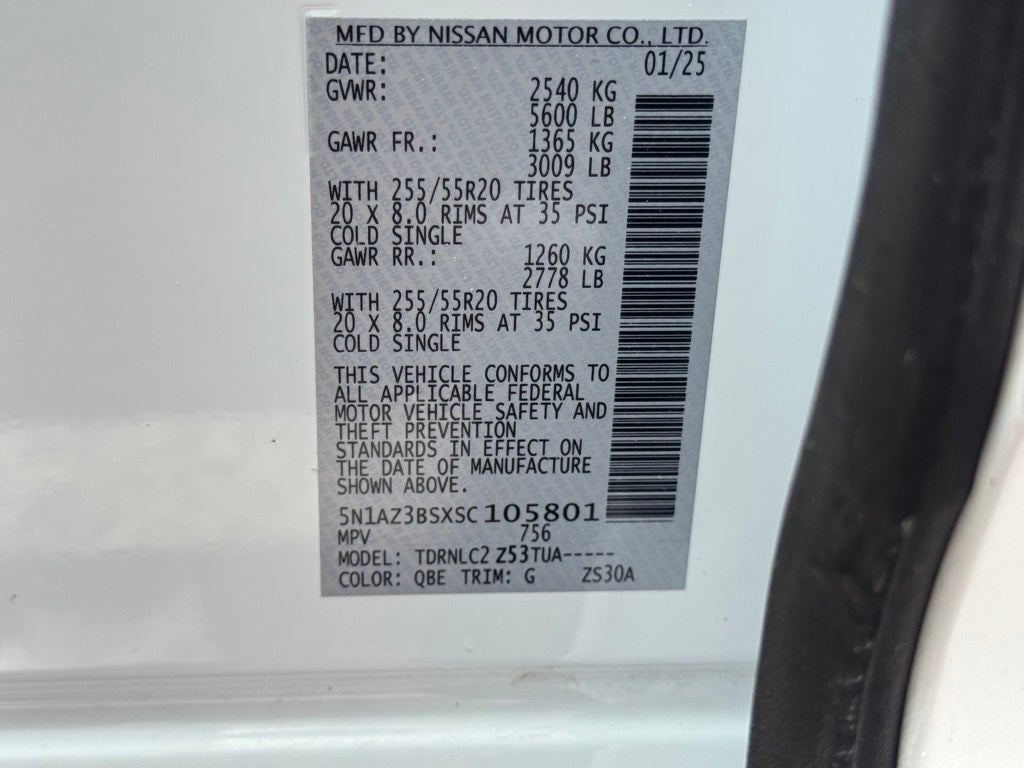 MFD BY NISSAN MOTOR CO., LTD.
DATE: 01/25
GVWR: 2540 KG
5600 LB
GAWR FR.: 1365 KG
3009 LB
WITH 255/55R20 TIRES
20 X 8.0 RIMS AT 35 PSI
COLD SINGLE
GAWR RR.: 1260 KG
2778 LB
WITH 255/55R20 TIRES
20 X 8.0 RIMS AT 35 PSI
COLD SINGLE
THIS VEHICLE CONFORMS TO
ALL APPLICABLE FEDERAL
MOTOR VEHICLE SAFETY AND
THEFT PREVENTION
STANDARDS IN EFFECT ON
THE DATE OF MANUFACTURE
SHOWN ABOVE.
5N1AZ3BSXSC105801
MPV 756
MODEL: TDRNLC2 Z53TUA-----
COLOR: QBE TRIM: G ZS30A